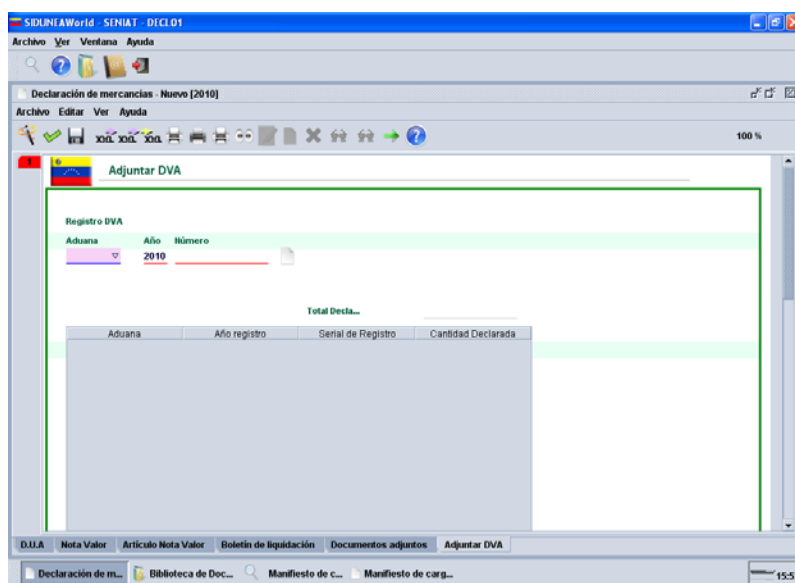 SIDUNEAWorld - SENIAT - DECL01
Archivo Ver Ventana Ayuda
Declaración de mercancias - Nuevo [2010]
Archivo Editar Ver Ayuda
100 %
1
Adjuntar DVA
Registro DVA
Aduana Año Número
2010
Total Decla...
Aduana Año registro Serial de Registro Cantidad Declarada
D.U.A Nota Valor Artículo Nota Valor Boletín de liquidación Documentos adjuntos Adjuntar DVA
Declaración de m... Biblioteca de Doc... Manifiesto de c... Manifiesto de carg... 15:5